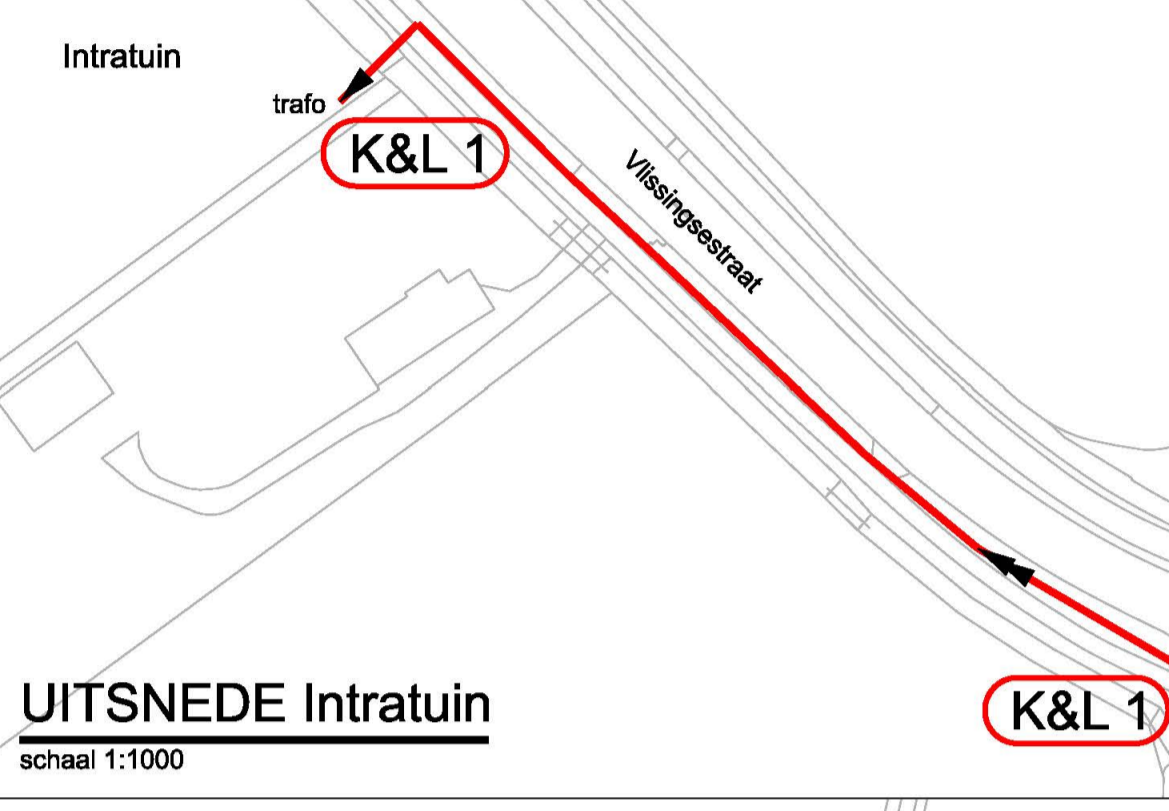 Intratuin
trafo
K&L 1
Vlissingsestraat
K&L 1
UITSNEDE Intratuin
schaal 1:1000